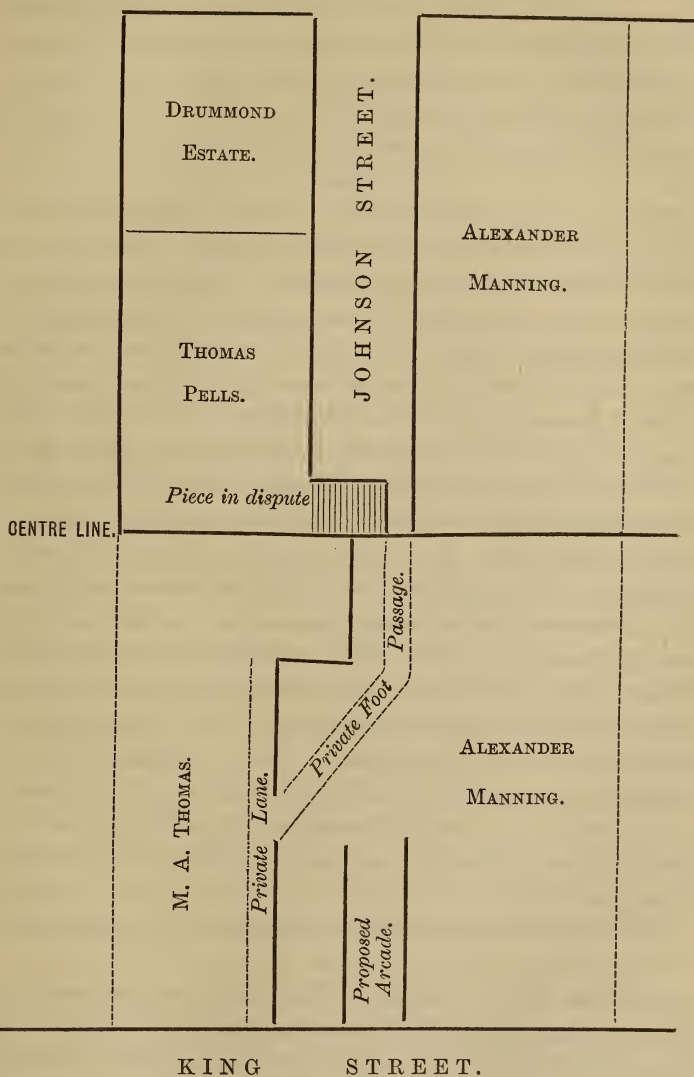 DRUMMOND
ESTATE.
JOHNSON STREET.
ALEXANDER
MANNING.
THOMAS
PELLS.
Piece in dispute
CENTRE LINE.
Passage.
Private Foot
M. A. THOMAS.
Private Lane.
ALEXANDER
MANNING.
Proposed
Arcade.
KING STREET.